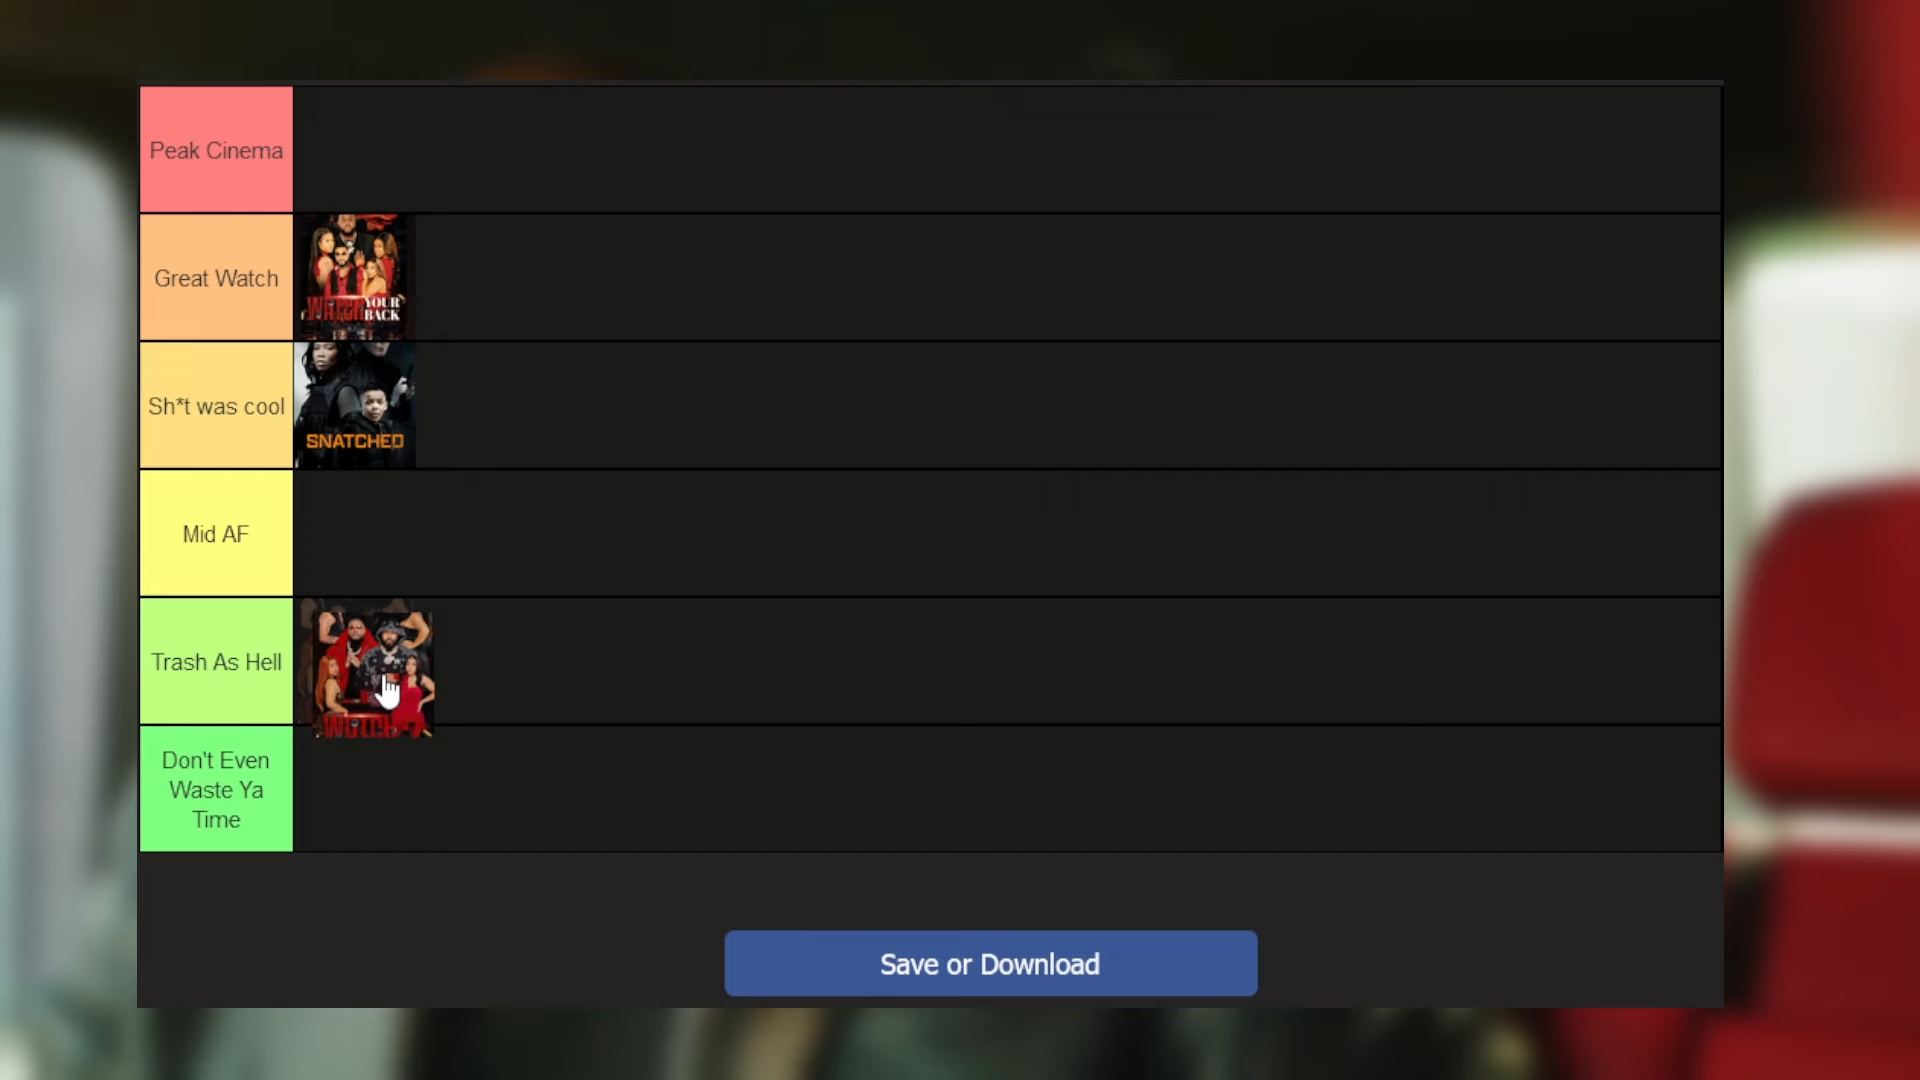 Peak Cinema
Great Watch
WATCH YOUR
BACK
Sh*t was cool
SNATCHED
Mid AF
Trash As Hell
Don't Even
Waste Ya
Time
Save or Download